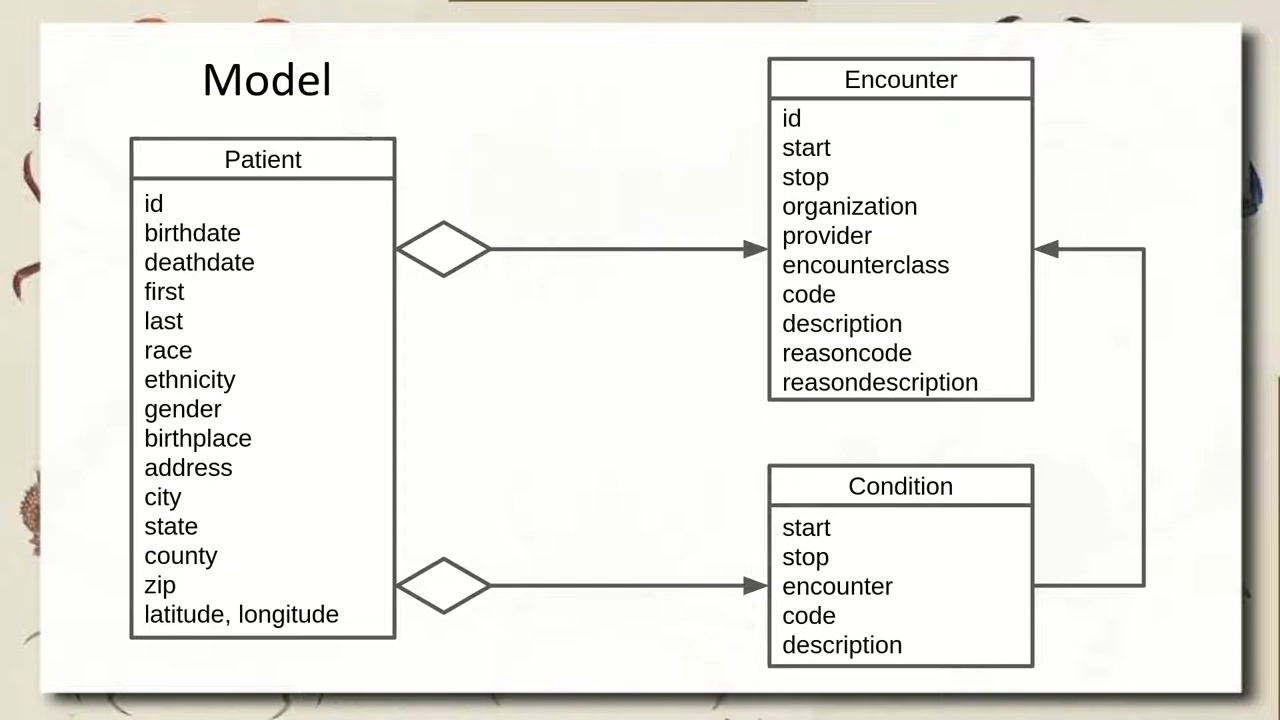 Model
Patient
id
birthdate
deathdate
first
last
race
ethnicity
gender
birthplace
address
city
state
county
zip
latitude, longitude
Encounter
id
start
stop
organization
provider
encounterclass
code
description
reasoncode
reasondescription
Condition
start
stop
encounter
code
description